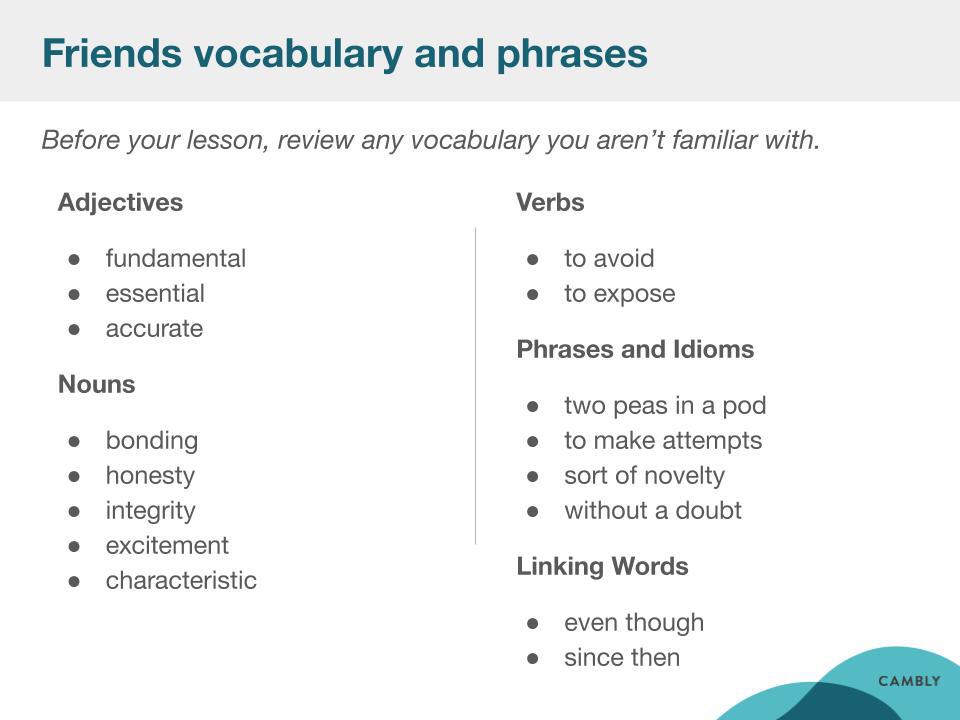 Friends vocabulary and phrases
Before your lesson, review any vocabulary you aren’t familiar with.
Adjectives
● fundamental
● essential
● accurate
Nouns
● bonding
● honesty
● integrity
● excitement
● characteristic
Verbs
● to avoid
● to expose
Phrases and Idioms
● two peas in a pod
● to make attempts
● sort of novelty
● without a doubt
Linking Words
● even though
● since then
CAMBLY